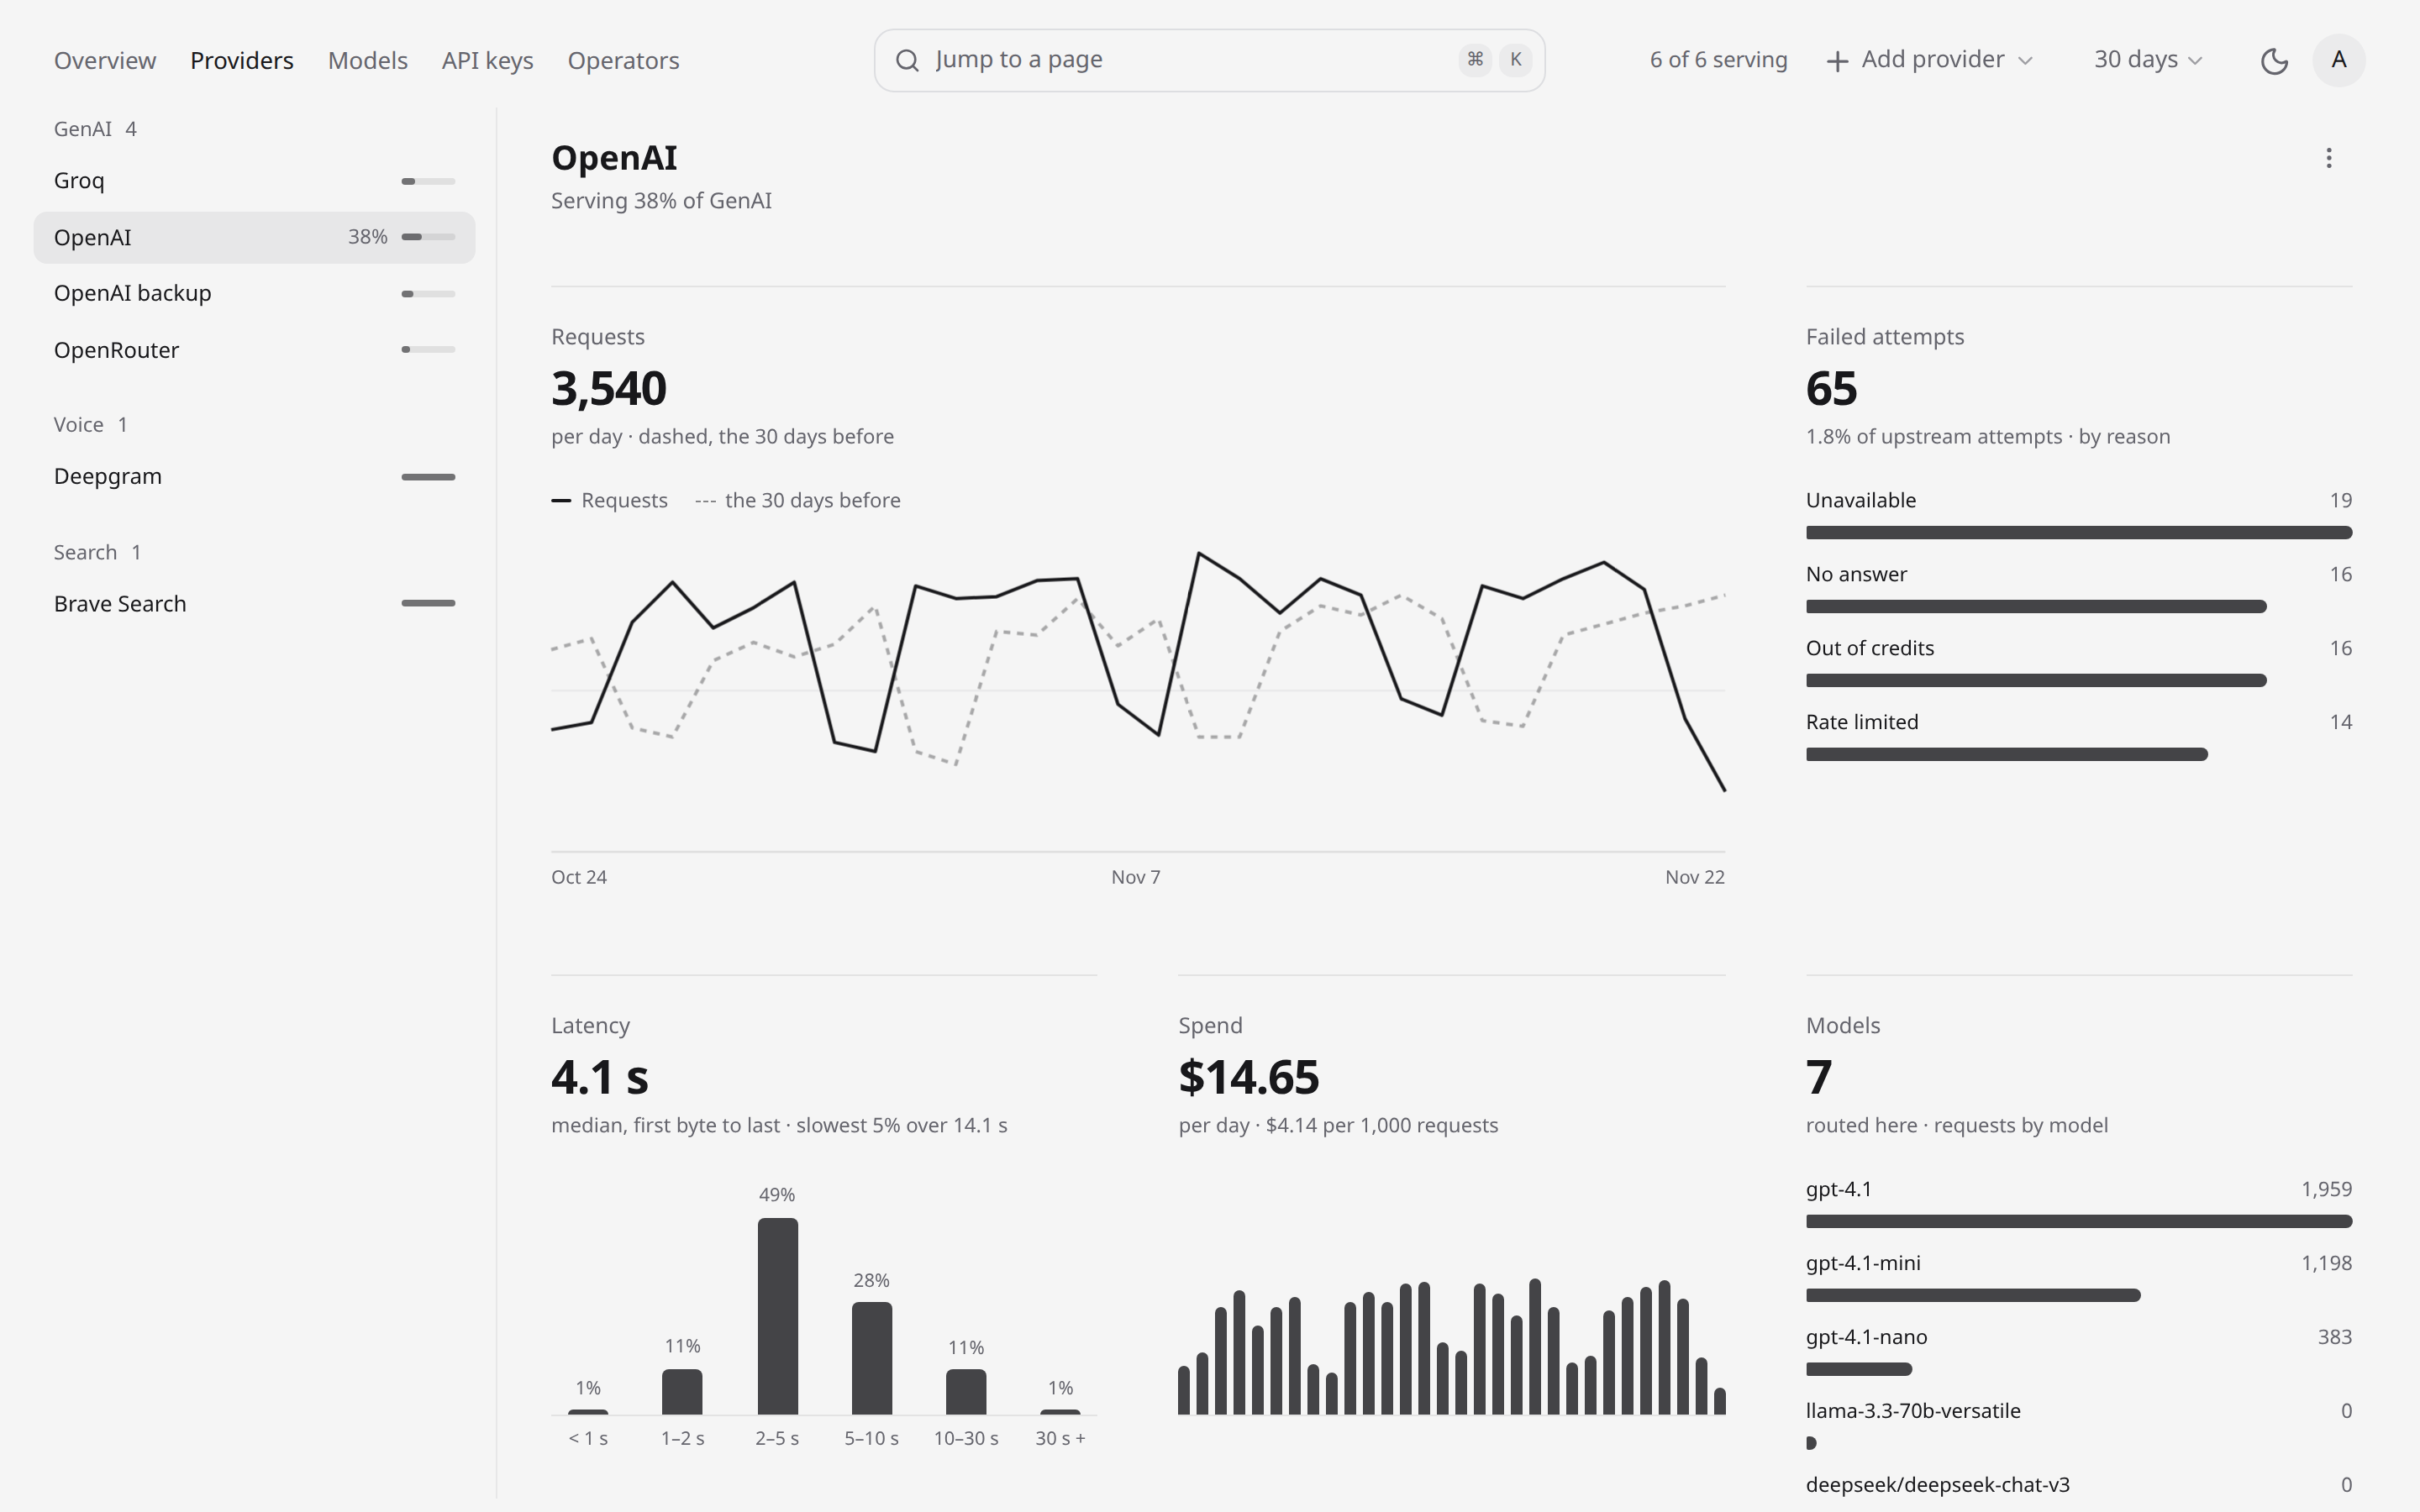 Overview Providers Models API keys Operators
Jump to a page ⌘ K
6 of 6 serving Add provider 30 days A
GenAI 4
Groq
OpenAI 38%
OpenAI backup
OpenRouter
Voice 1
Deepgram
Search 1
Brave Search
OpenAI
Serving 38% of GenAI
Requests
3,540
per day · dashed, the 30 days before
Requests --- the 30 days before
Oct 24 Nov 7 Nov 22
Failed attempts
65
1.8% of upstream attempts · by reason
Unavailable 19
No answer 16
Out of credits 16
Rate limited 14
Latency
4.1 s
median, first byte to last · slowest 5% over 14.1 s
1% 11% 49% 28% 11% 1%
< 1 s 1–2 s 2–5 s 5–10 s 10–30 s 30 s +
Spend
$14.65
per day · $4.14 per 1,000 requests
Models
7
routed here · requests by model
gpt-4.1 1,959
gpt-4.1-mini 1,198
gpt-4.1-nano 383
llama-3.3-70b-versatile 0
deepseek/deepseek-chat-v3 0